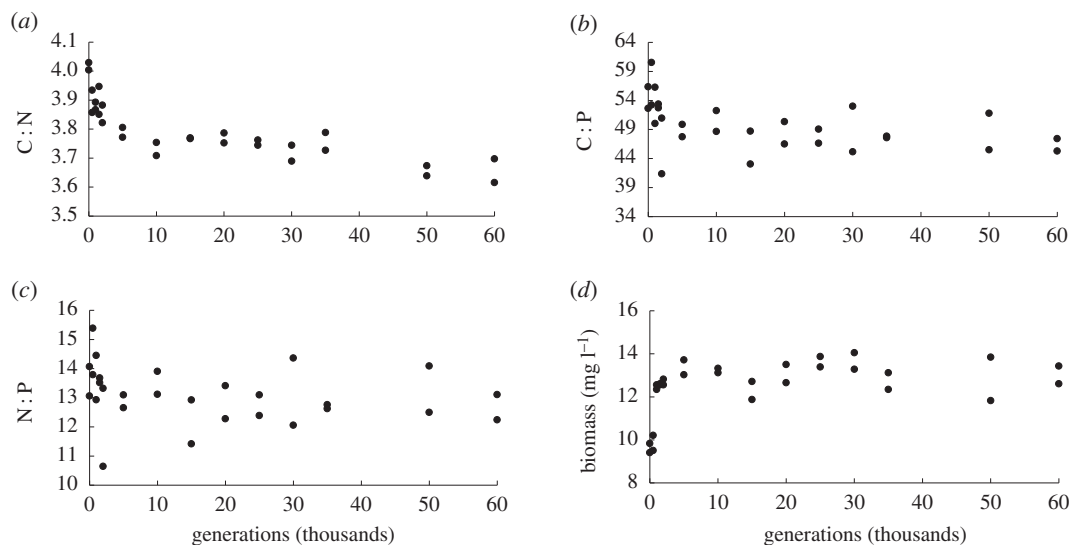 (a)
4.1
4.0
3.9
3.8
3.7
3.6
3.5
C:N
0 10 20 30 40 50 60
(b)
64
59
54
49
44
39
34
C:P
0 10 20 30 40 50 60
(c)
16
15
14
13
12
11
10
N:P
0 10 20 30 40 50 60
generations (thousands)
(d)
16
14
12
10
8
biomass (mg l⁻¹)
0 10 20 30 40 50 60
generations (thousands)